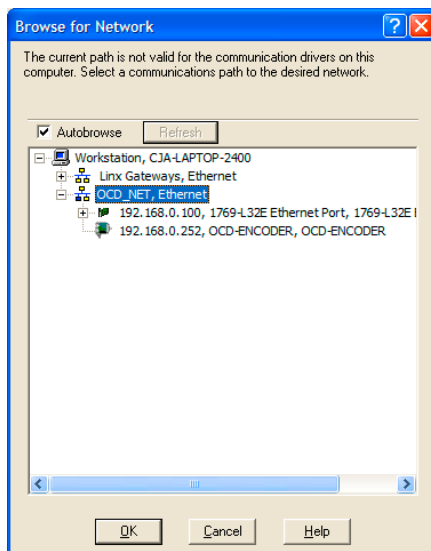 Browse for Network
The current path is not valid for the communication drivers on this
computer. Select a communications path to the desired network.
Autobrowse
Refresh
Workstation, CJA-LAPTOP-2400
Linx Gateways, Ethernet
OCD_NET, Ethernet
192.168.0.100, 1769-L32E Ethernet Port, 1769-L32E
192.168.0.252, OCD-ENCODER, OCD-ENCODER
OK
Cancel
Help